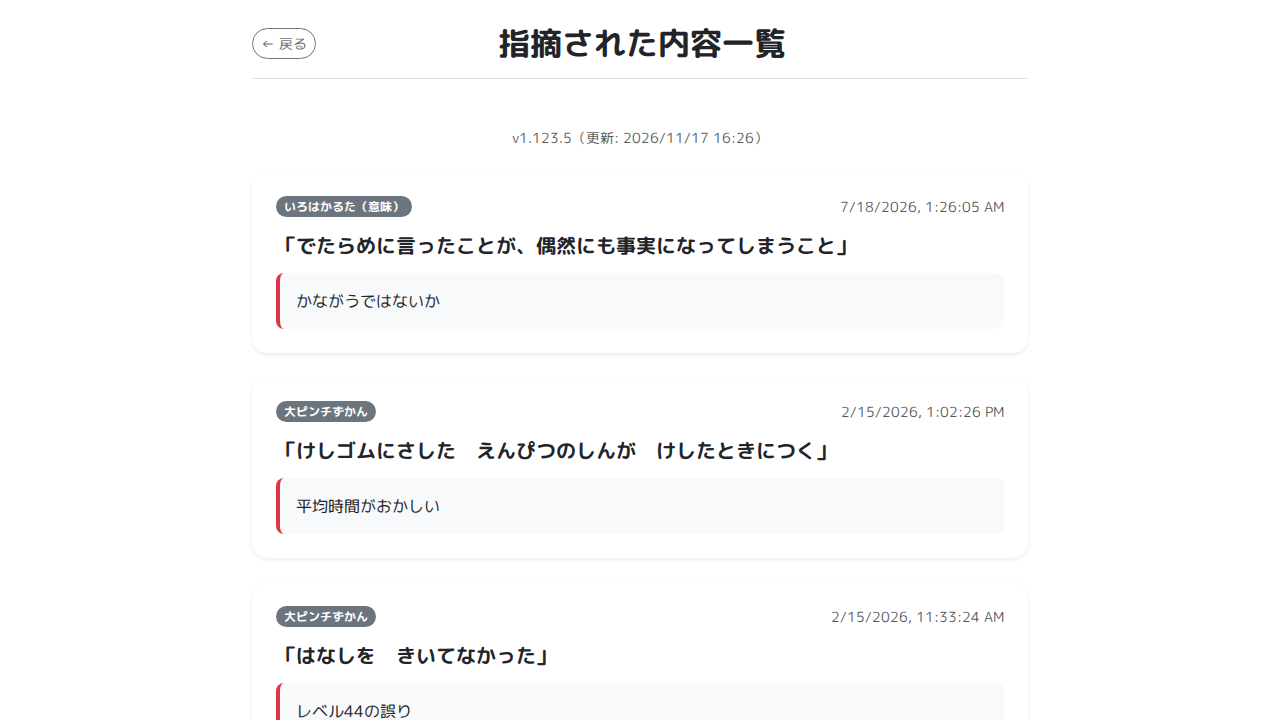 ← 戻る
指摘された内容一覧
v1.123.5（更新: 2026/11/17 16:26）
いろはかるた（意味）
7/18/2026, 1:26:05 AM
「でたらめに言ったことが、偶然にも事実になってしまうこと」
かながうではないか
大ピンチずかん
2/15/2026, 1:02:26 PM
「けしゴムにさした　えんぴつのしんが　けしたときにつく」
平均時間がおかしい
大ピンチずかん
2/15/2026, 11:33:24 AM
「はなしを　きいてなかった」
レベル44の誤り